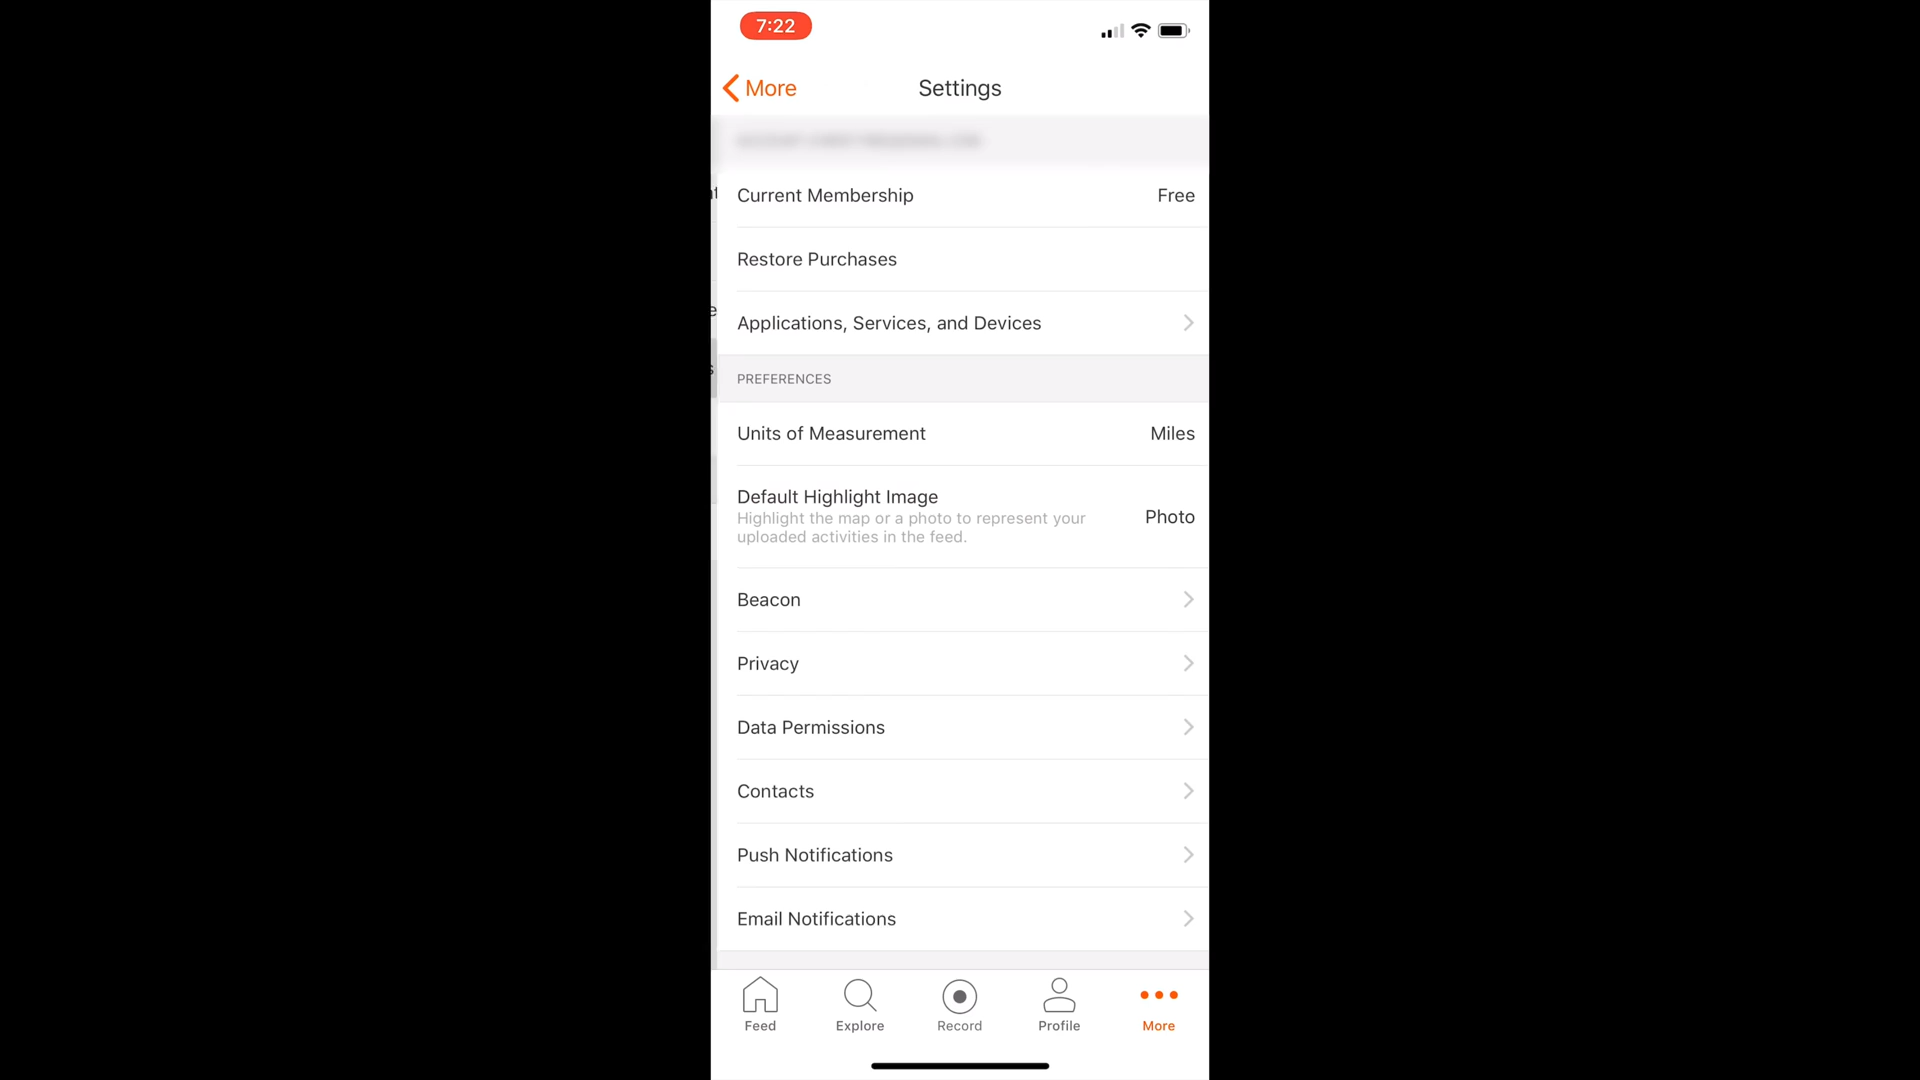 7:22
More
Settings
Current Membership
Free
Restore Purchases
Applications, Services, and Devices
PREFERENCES
Units of Measurement
Miles
Default Highlight Image
Highlight the map or a photo to represent your
uploaded activities in the feed.
Photo
Beacon
Privacy
Data Permissions
Contacts
Push Notifications
Email Notifications
Feed
Explore
Record
Profile
More